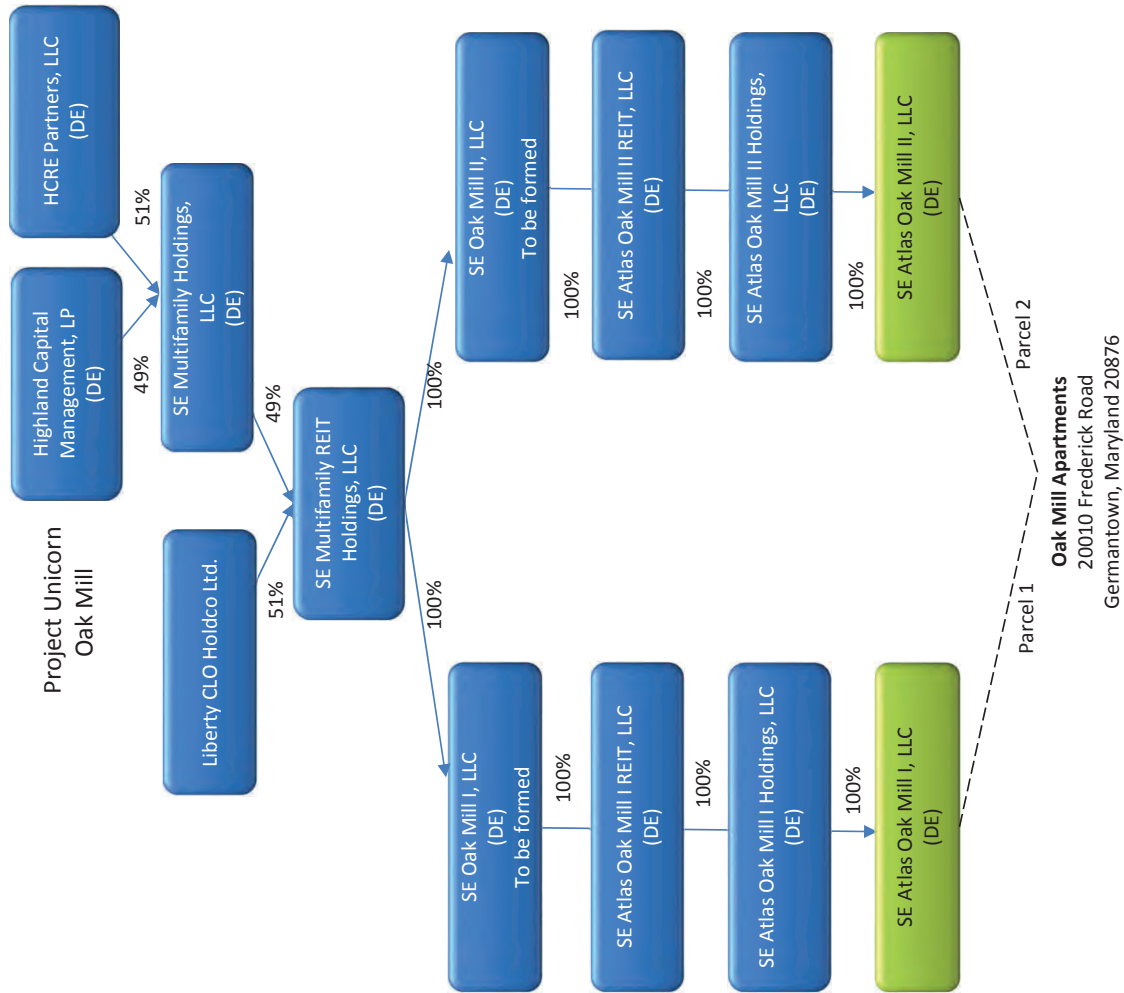 Project Unicorn
Oak Mill
Highland Capital
Management, LP
(DE)
HCRE Partners, LLC
(DE)
49%
51%
Liberty CLO Holdco Ltd.
SE Multifamily Holdings,
LLC
(DE)
51%
49%
SE Multifamily REIT
Holdings, LLC
(DE)
100%
100%
SE Oak Mill I, LLC
(DE)
To be formed
SE Oak Mill II, LLC
(DE)
To be formed
100%
100%
SE Atlas Oak Mill I REIT, LLC
(DE)
SE Atlas Oak Mill II REIT, LLC
(DE)
100%
100%
SE Atlas Oak Mill I Holdings, LLC
(DE)
SE Atlas Oak Mill II Holdings,
LLC
(DE)
100%
100%
SE Atlas Oak Mill I, LLC
(DE)
SE Atlas Oak Mill II, LLC
(DE)
Parcel 1
Parcel 2
Oak Mill Apartments
20010 Frederick Road
Germantown, Maryland 20876